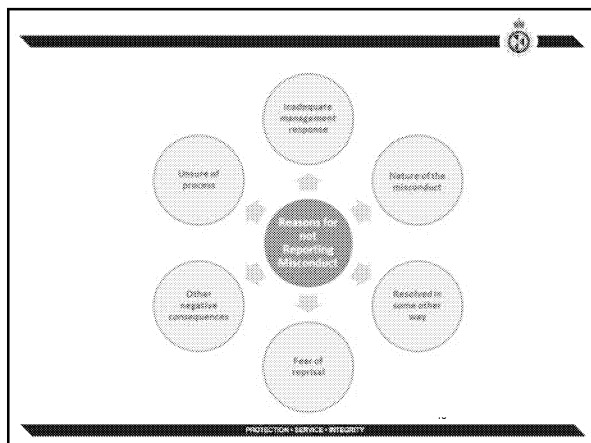 Inadequate
management
response
Unsure of
process
Nature of the
misconduct
Reasons for
not
Reporting
Misconduct
Other
negative
consequences
Resolved in
some other
way
Fear of
reprisal
PROTECTION • SERVICE • INTEGRITY